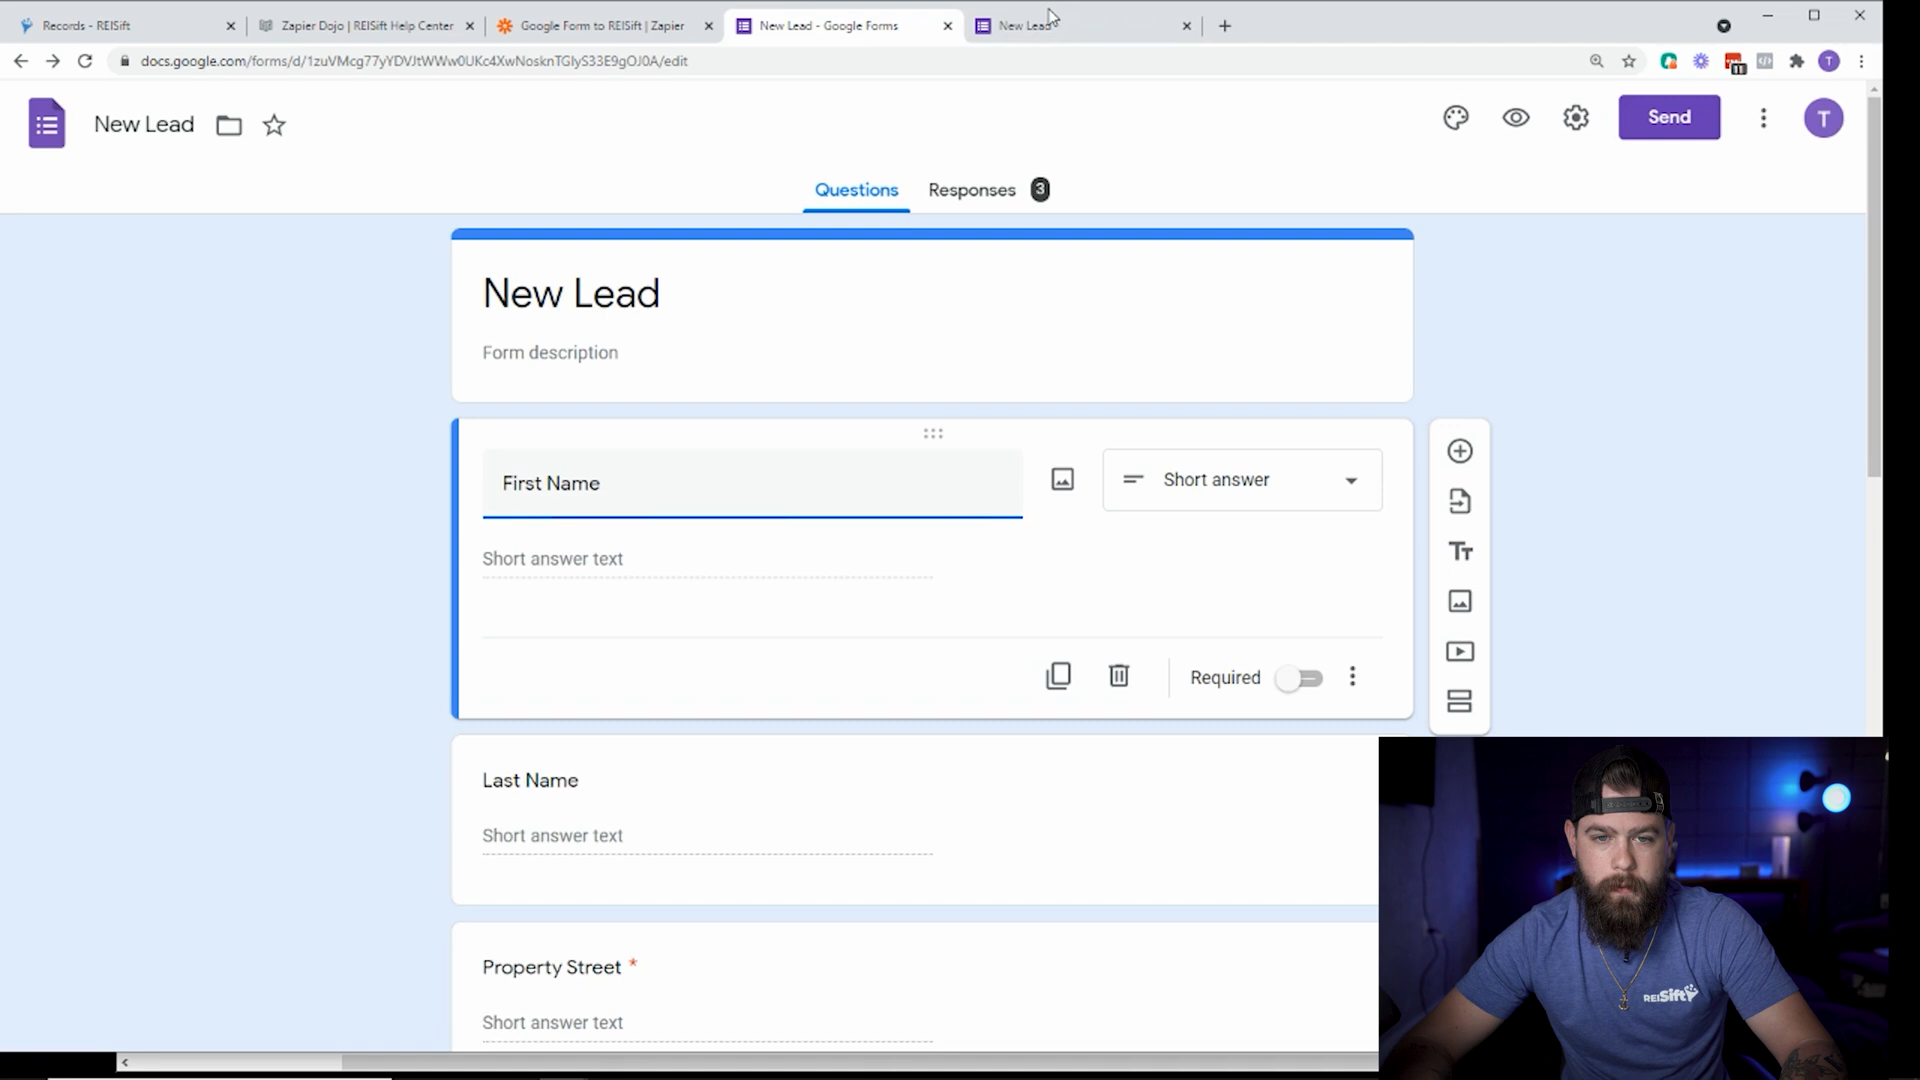 Records - REISift
Zapier Dojo | REISift Help Center
Google Form to REISift | Zapier
New Lead - Google Forms
New Lead
docs.google.com/forms/d/1zuVMcg77yYDVJtWWw0UKc4XwNosknTGlyS33E9gOJ0A/edit
T
New Lead
Send
T
Questions
Responses 3
New Lead
Form description
First Name
Short answer
Short answer text
Required
Last Name
Short answer text
Property Street *
Short answer text
REISift